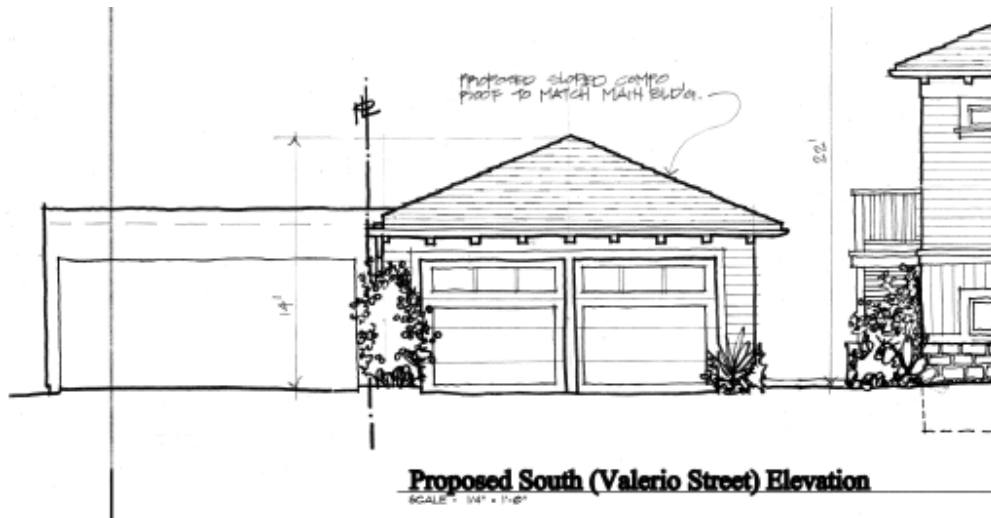 PROPOSED SLOPED COMPO
ROOF TO MATCH MAIN BLDG.
PL
22'
14'
Proposed South (Valerio Street) Elevation
SCALE - 1/4" = 1'-0"